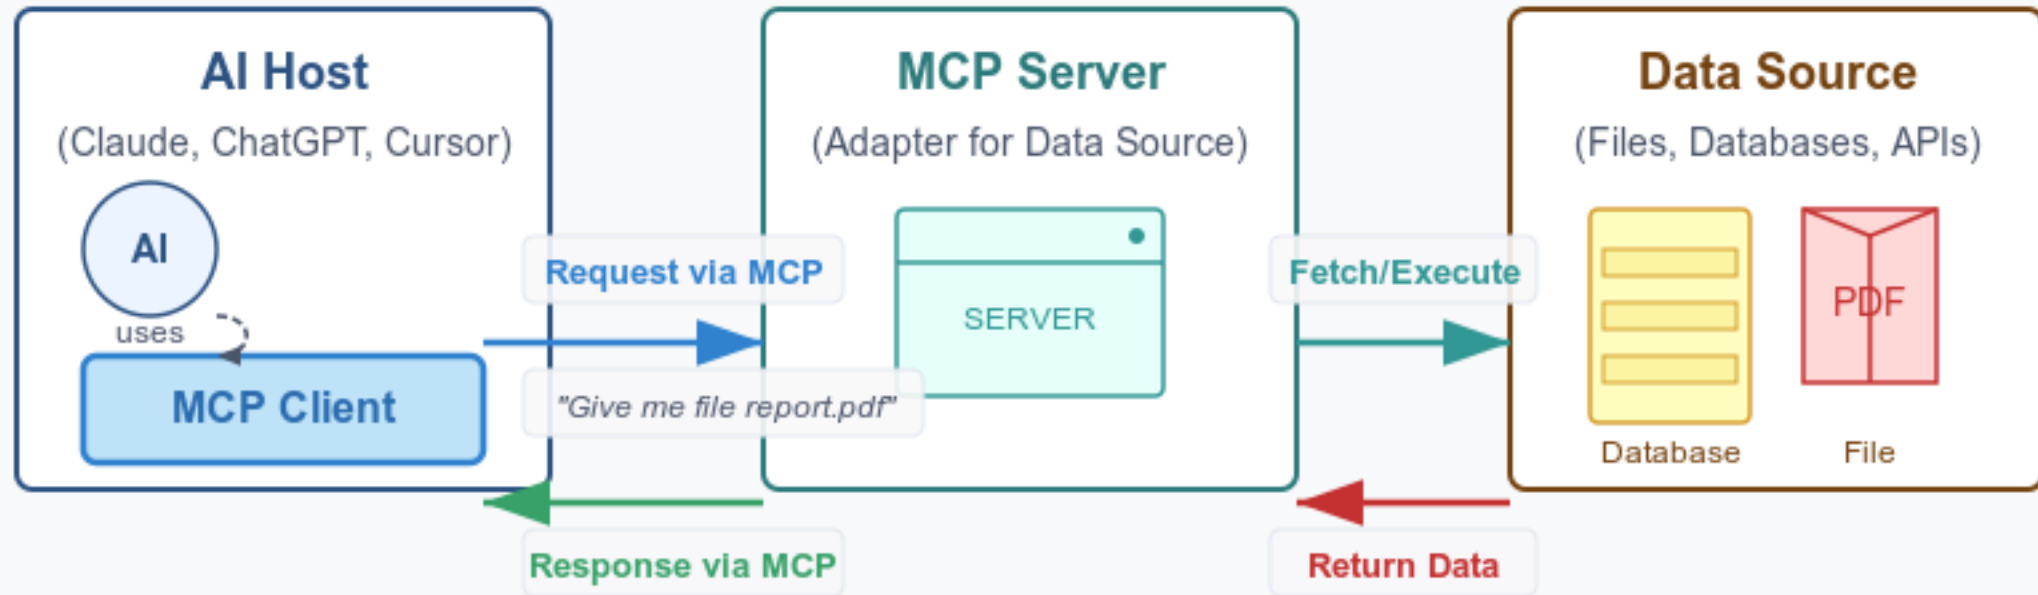 AI Host
(Claude, ChatGPT, Cursor)
AI
uses
MCP Client
Request via MCP
"Give me file report.pdf"
Response via MCP
MCP Server
(Adapter for Data Source)
SERVER
Fetch/Execute
Return Data
Data Source
(Files, Databases, APIs)
PDF
Database
File